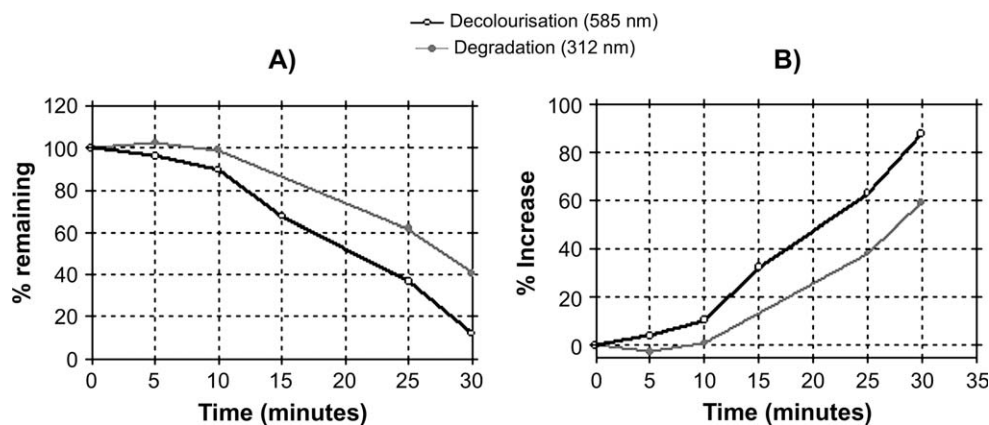 Decolourisation (585 nm)
Degradation (312 nm)
A)
120
100
80
60
40
20
0
% remaining
0 5 10 15 20 25 30
Time (minutes)
B)
100
80
60
40
20
0
% Increase
0 5 10 15 20 25 30 35
Time (minutes)